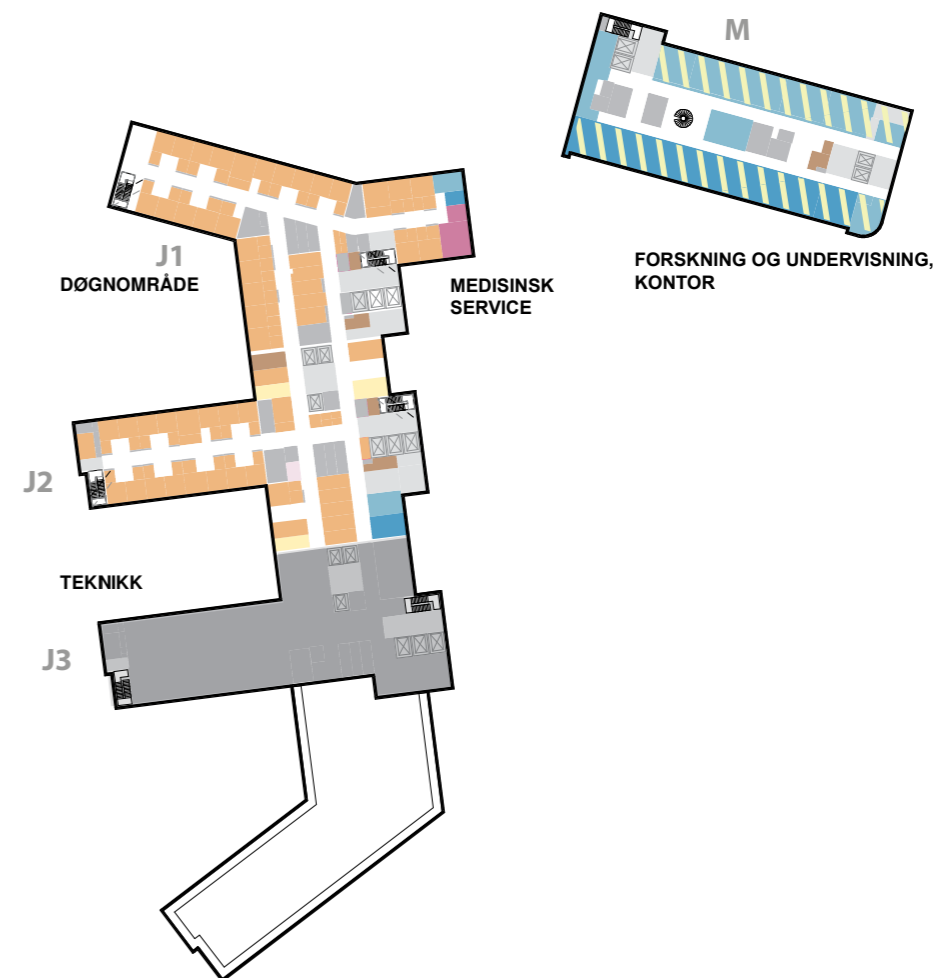 M
J1
DØGNOMRÅDE
MEDISINSK
SERVICE
FORSKNING OG UNDERVISNING,
KONTOR
J2
TEKNIKK
J3